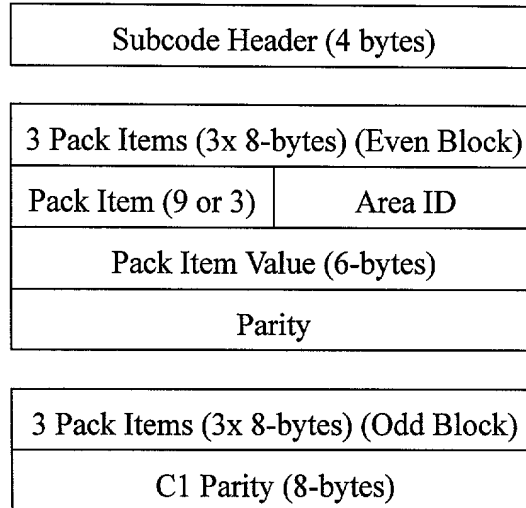 Subcode Header (4 bytes)
3 Pack Items (3x 8-bytes) (Even Block)
Pack Item (9 or 3) Area ID
Pack Item Value (6-bytes)
Parity
3 Pack Items (3x 8-bytes) (Odd Block)
C1 Parity (8-bytes)